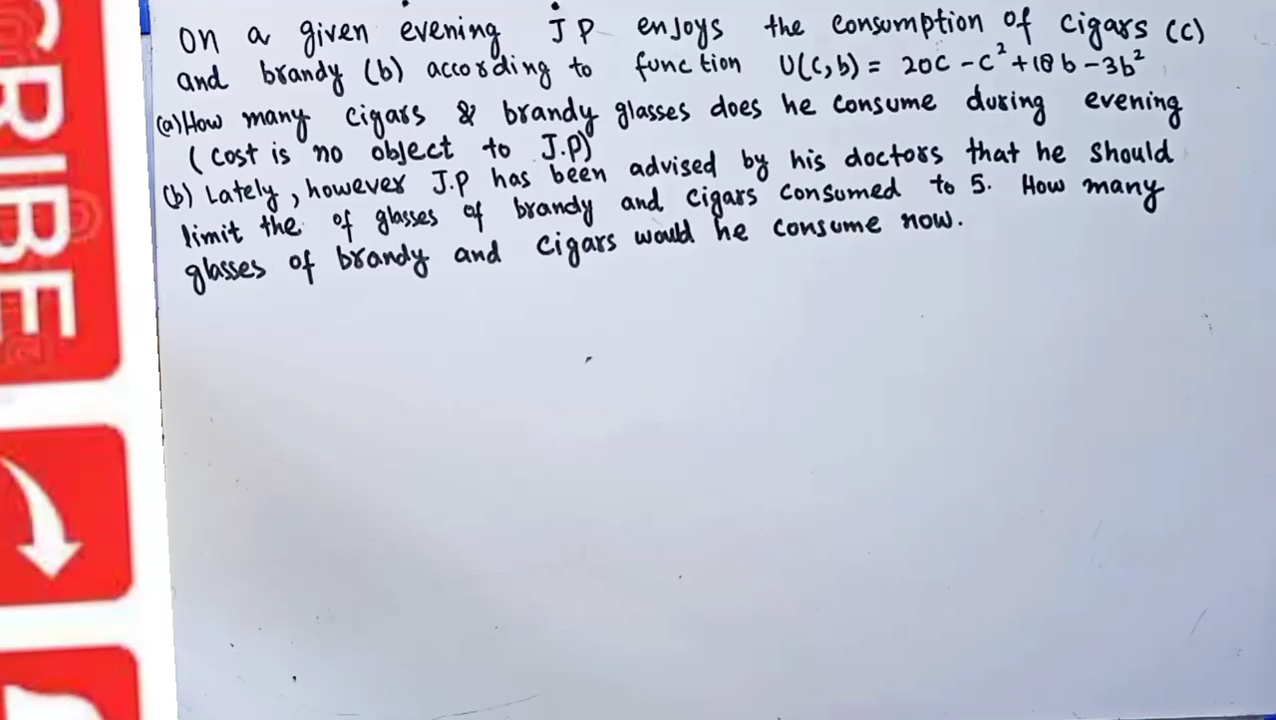 CRIBE
On a given evening J P enjoys the consumption of cigars (c)
and brandy (b) according to function U(c,b) = 20c - c² + 18b - 3b²
(a) How many cigars & brandy glasses does he consume during evening
(cost is no object to J.P)
(b) Lately, however J.P has been advised by his doctors that he should
limit the of glasses of brandy and cigars consumed to 5. How many
glasses of brandy and cigars would he consume now.